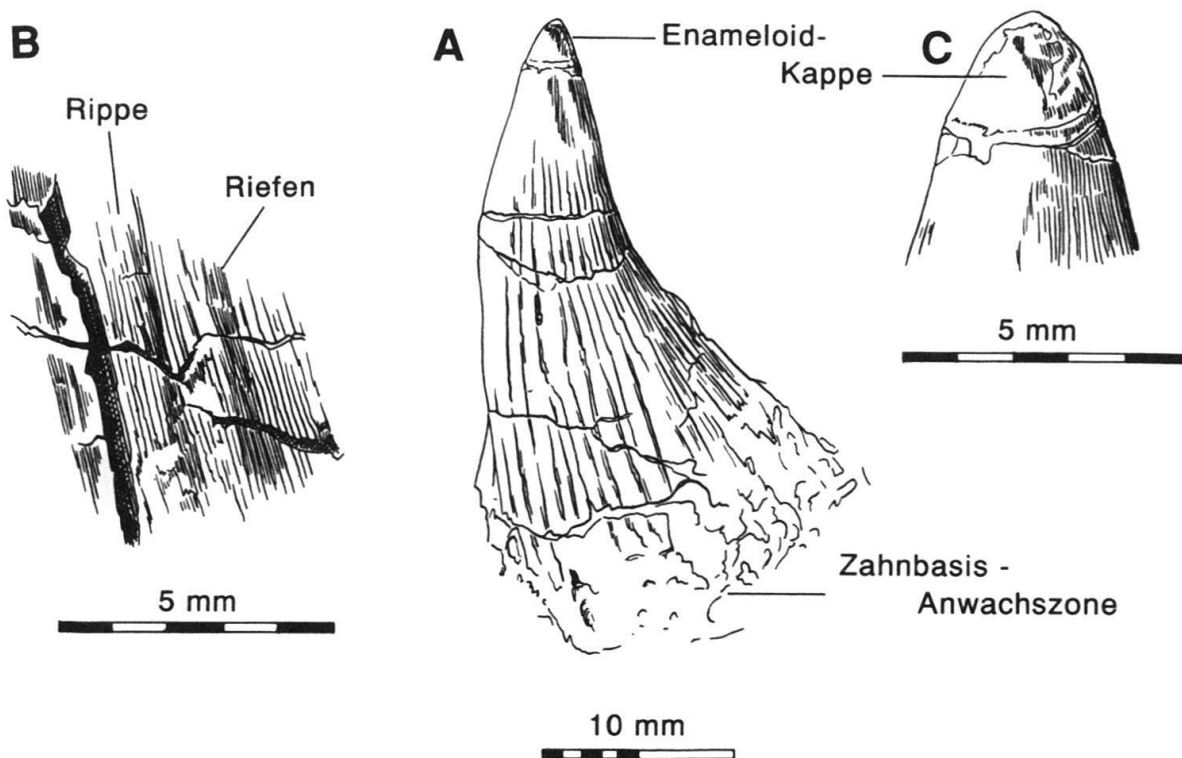 B
Rippe
Riefen
5 mm
A
Enameloid-
Kappe
C
5 mm
Zahnbasis -
Anwachszone
10 mm